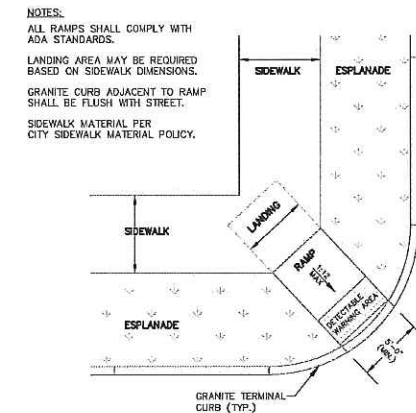 NOTES:
ALL RAMPS SHALL COMPLY WITH
ADA STANDARDS.
LANDING AREA MAY BE REQUIRED
BASED ON SIDEWALK DIMENSIONS.
GRANITE CURB ADJACENT TO RAMP
SHALL BE FLUSH WITH STREET.
SIDEWALK MATERIAL PER
CITY SIDEWALK MATERIAL POLICY.
SIDEWALK
ESPLANADE
LANDING
SIDEWALK
RAMP
1:12
MAX
DETECTABLE
WARNING AREA
ESPLANADE
5'-0"
(MIN.)
GRANITE TERMINAL
CURB (TYP.)